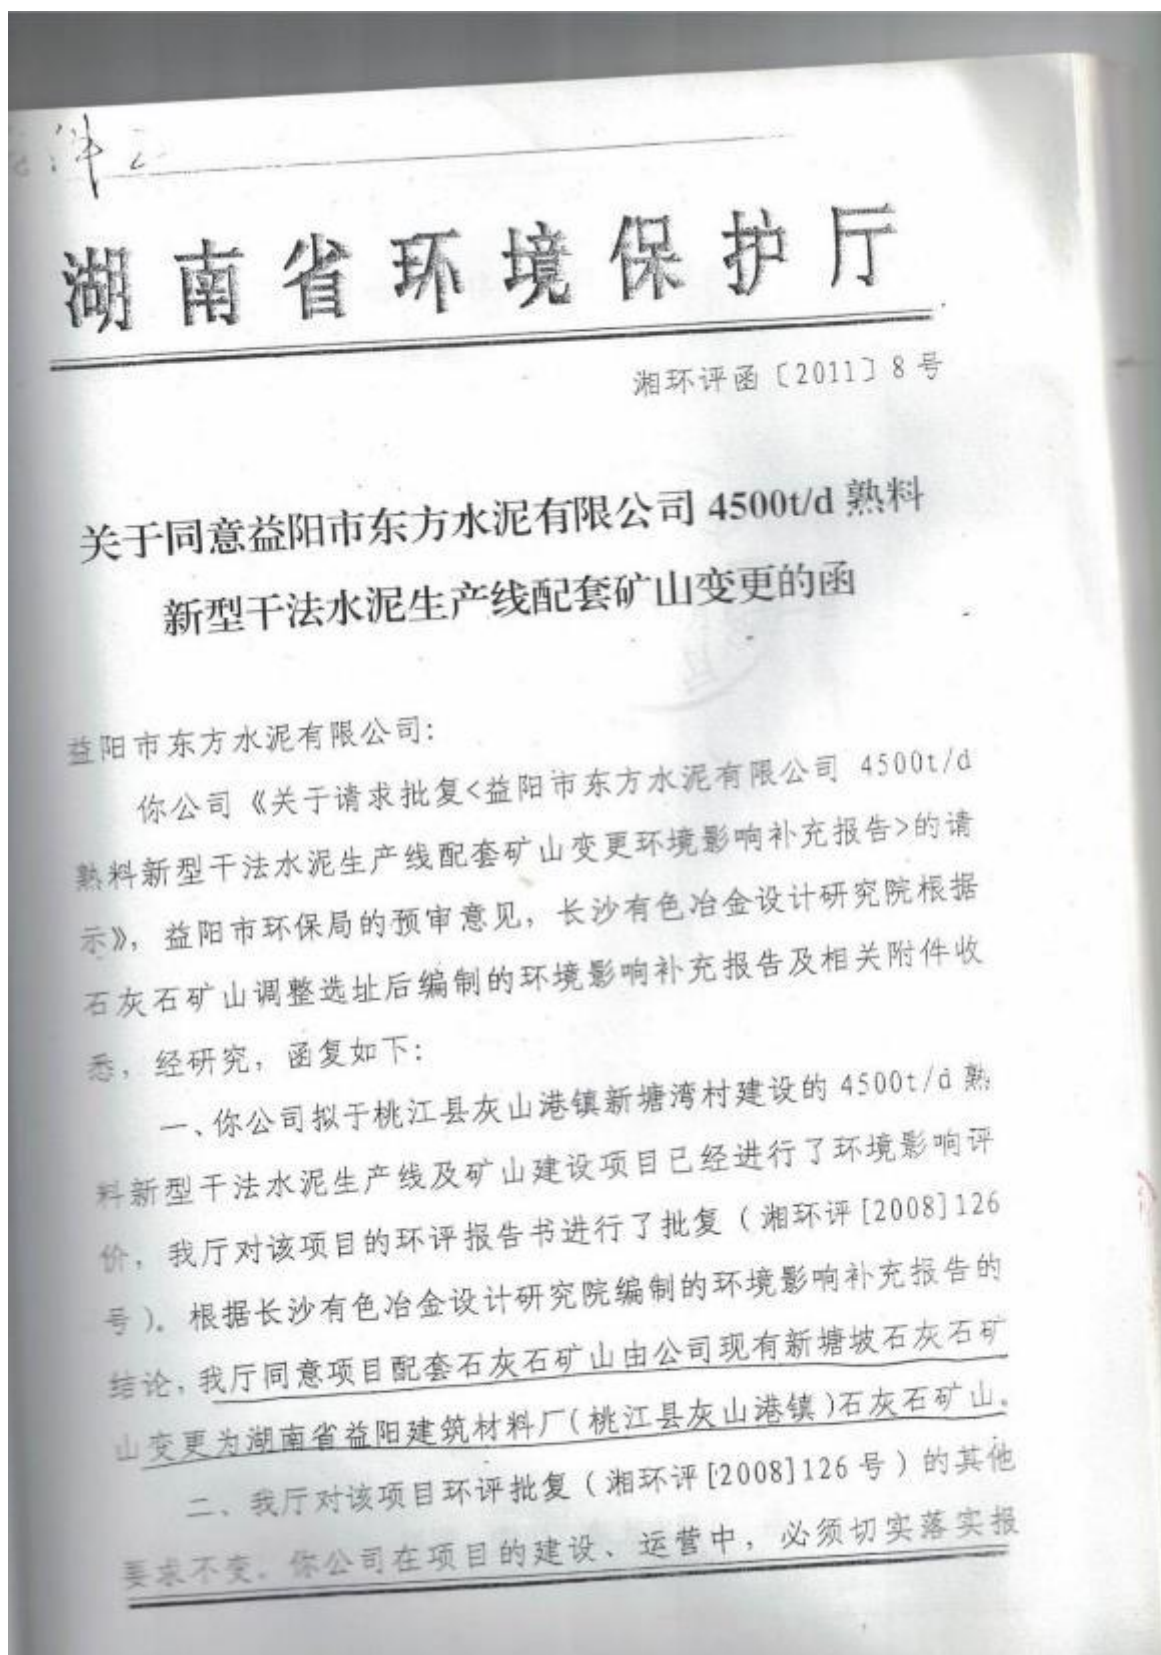 件二
湖南省环境保护厅
湘环评函〔2011〕8号
关于同意益阳市东方水泥有限公司 4500t/d 熟料
新型干法水泥生产线配套矿山变更的函
益阳市东方水泥有限公司:
你公司《关于请求批复<益阳市东方水泥有限公司 4500t/d
熟料新型干法水泥生产线配套矿山变更环境影响补充报告>的请
示》，益阳市环保局的预审意见，长沙有色冶金设计研究院根据
石灰石矿山调整选址后编制的环境影响补充报告及相关附件收
悉，经研究，函复如下:
一、你公司拟于桃江县灰山港镇新塘湾村建设的 4500t/d 熟
料新型干法水泥生产线及矿山建设项目已经进行了环境影响评
价，我厅对该项目的环评报告书进行了批复（湘环评[2008]126
号）。根据长沙有色冶金设计研究院编制的环境影响补充报告的
结论，我厅同意项目配套石灰石矿山由公司现有新塘坡石灰石矿
山变更为湖南省益阳建筑材料厂(桃江县灰山港镇)石灰石矿山。
二、我厅对该项目环评批复（湘环评[2008]126号）的其他
要求不变。你公司在项目的建设、运营中，必须切实落实报